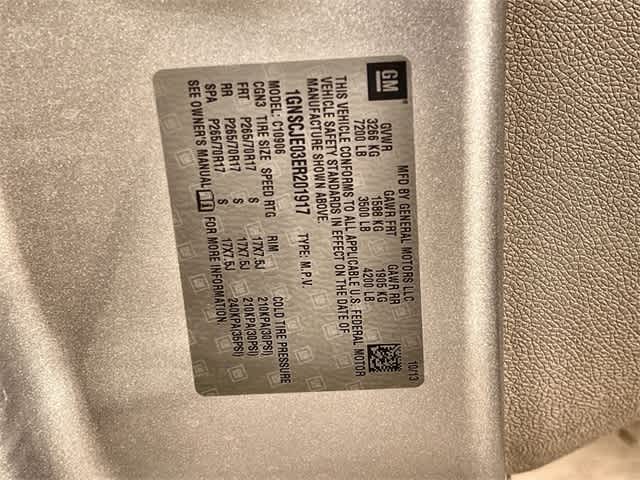 GM
MFD BY GENERAL MOTORS LLC 10/13
GVWR GAWR FRT GAWR RR
3266 KG 1588 KG 1905 KG
7200 LB 3500 LB 4200 LB
THIS VEHICLE CONFORMS TO ALL APPLICABLE U.S. FEDERAL MOTOR
VEHICLE SAFETY STANDARDS IN EFFECT ON THE DATE OF
MANUFACTURE SHOWN ABOVE.
1GNSCJE03ER201917 TYPE: M.P.V.
MODEL: C10906
CGN3 TIRE SIZE SPEED RTG RIM COLD TIRE PRESSURE
FRT P265/70R17 S 17X7.5J 210KPA(30PSI)
RR P265/70R17 S 17X7.5J 210KPA(30PSI)
SPA P265/70R17 S 17X7.5J 240KPA(35PSI)
SEE OWNER'S MANUAL FOR MORE INFORMATION.